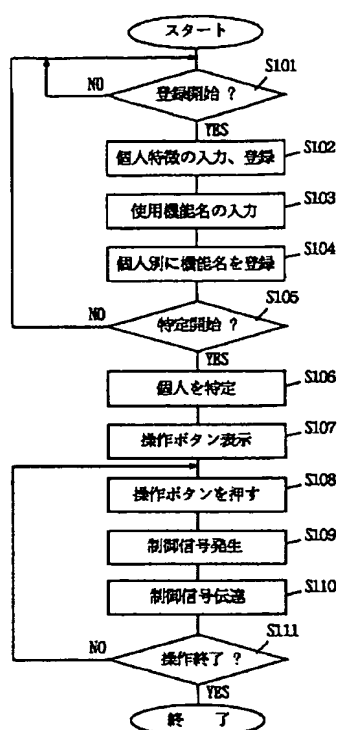 スタート
S101
NO
登録開始 ?
YES
S102
個人特徴の入力、登録
S103
使用機能名の入力
S104
個人別に機能名を登録
S105
NO
特定開始 ?
YES
S106
個人を特定
S107
操作ボタン表示
S108
操作ボタンを押す
S109
制御信号発生
S110
制御信号伝達
S111
NO
操作終了 ?
YES
終 了